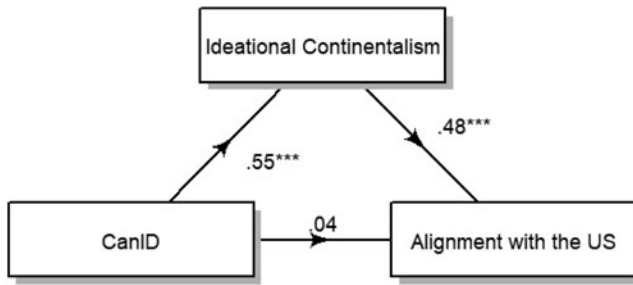 Ideational Continentalism
.48***
.55***
.04
CanID
Alignment with the US